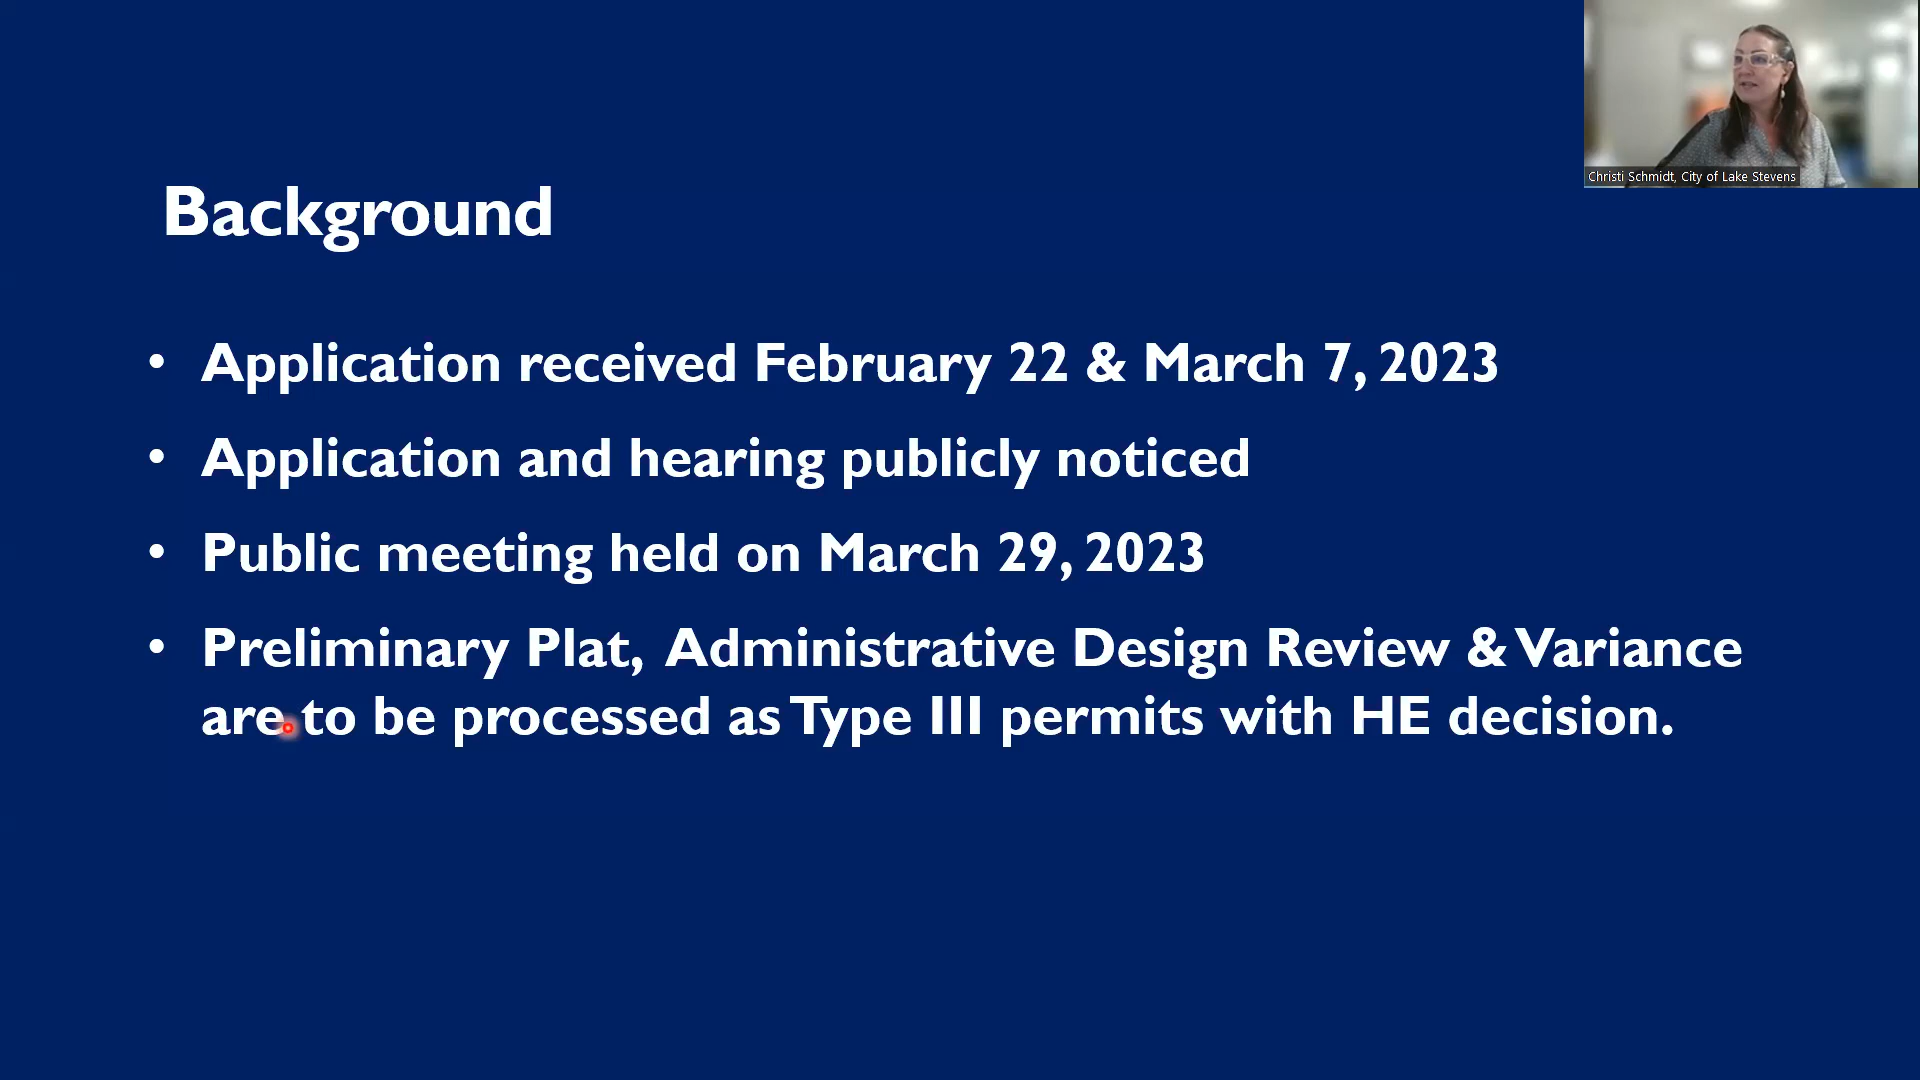 Christi Schmidt, City of Lake Stevens
Background
• Application received February 22 & March 7, 2023
• Application and hearing publicly noticed
• Public meeting held on March 29, 2023
• Preliminary Plat, Administrative Design Review & Variance
are to be processed as Type III permits with HE decision.